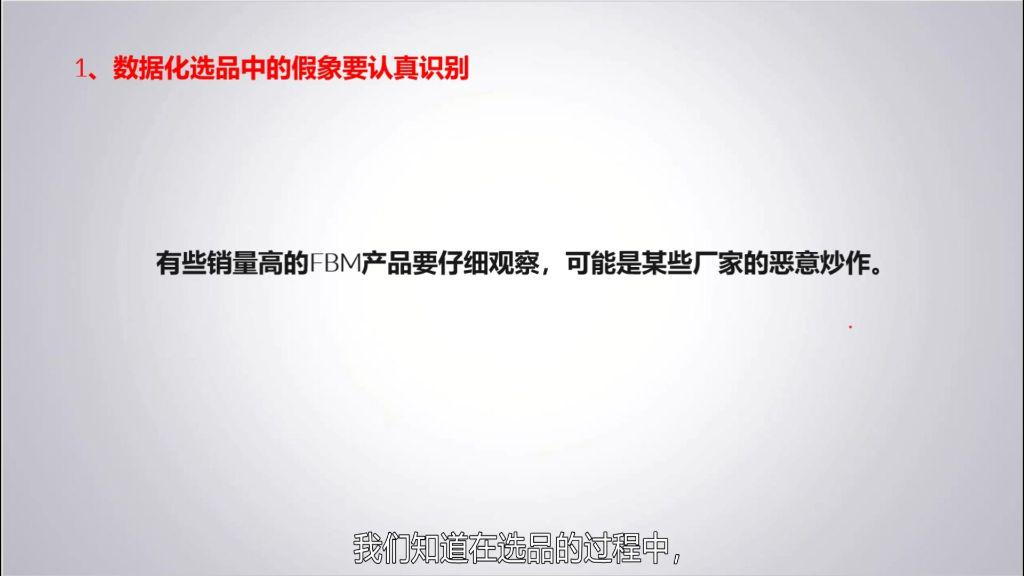 1、数据化选品中的假象要认真识别
有些销量高的FBM产品要仔细观察，可能是某些厂家的恶意炒作。
我们知道在选品的过程中，